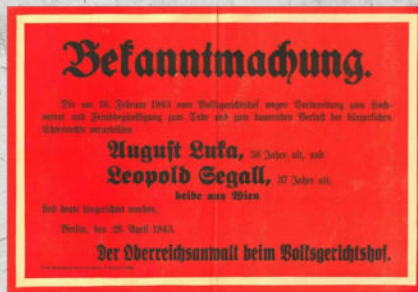 Bekanntmachung.
Die am 16. Februar 1943 vom Volksgerichtshof wegen Vorbereitung zum Hoch-
verrat und Feindbegünstigung zum Tode und zum dauernden Verlust der bürgerlichen
Ehrenrechte verurteilten
August Luka, 38 Jahre alt, und
Leopold Segall, 37 Jahre alt,
beide aus Wien
sind heute hingerichtet worden.
Berlin, den 28. April 1943.
Der Oberreichsanwalt beim Volksgerichtshof.